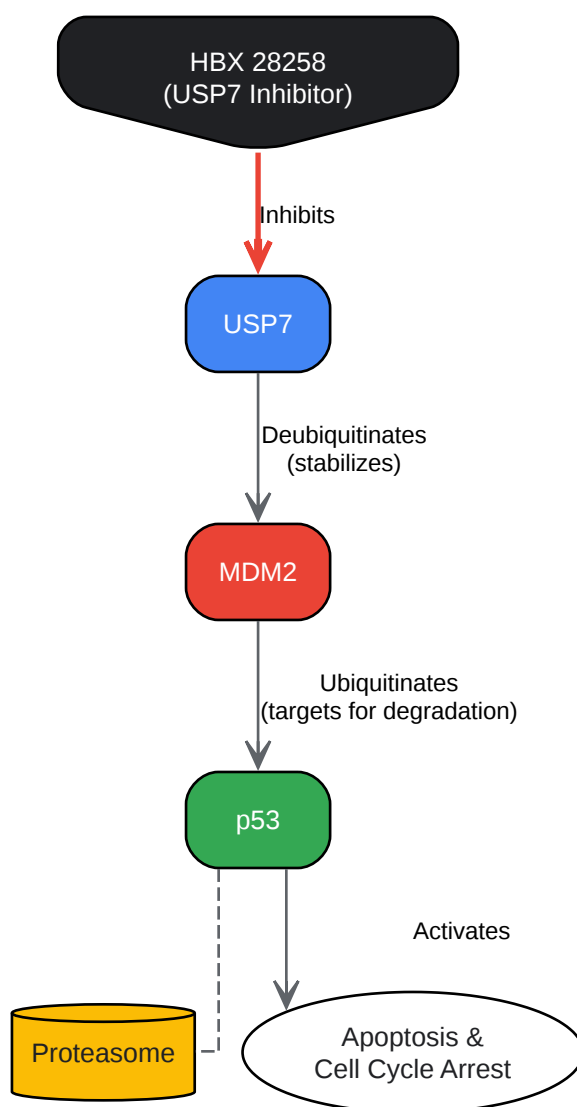 HBX 28258
(USP7 Inhibitor)
Inhibits
USP7
Deubiquitinates
(stabilizes)
MDM2
Ubiquitinates
(targets for degradation)
p53
Activates
Proteasome
Apoptosis &
Cell Cycle Arrest